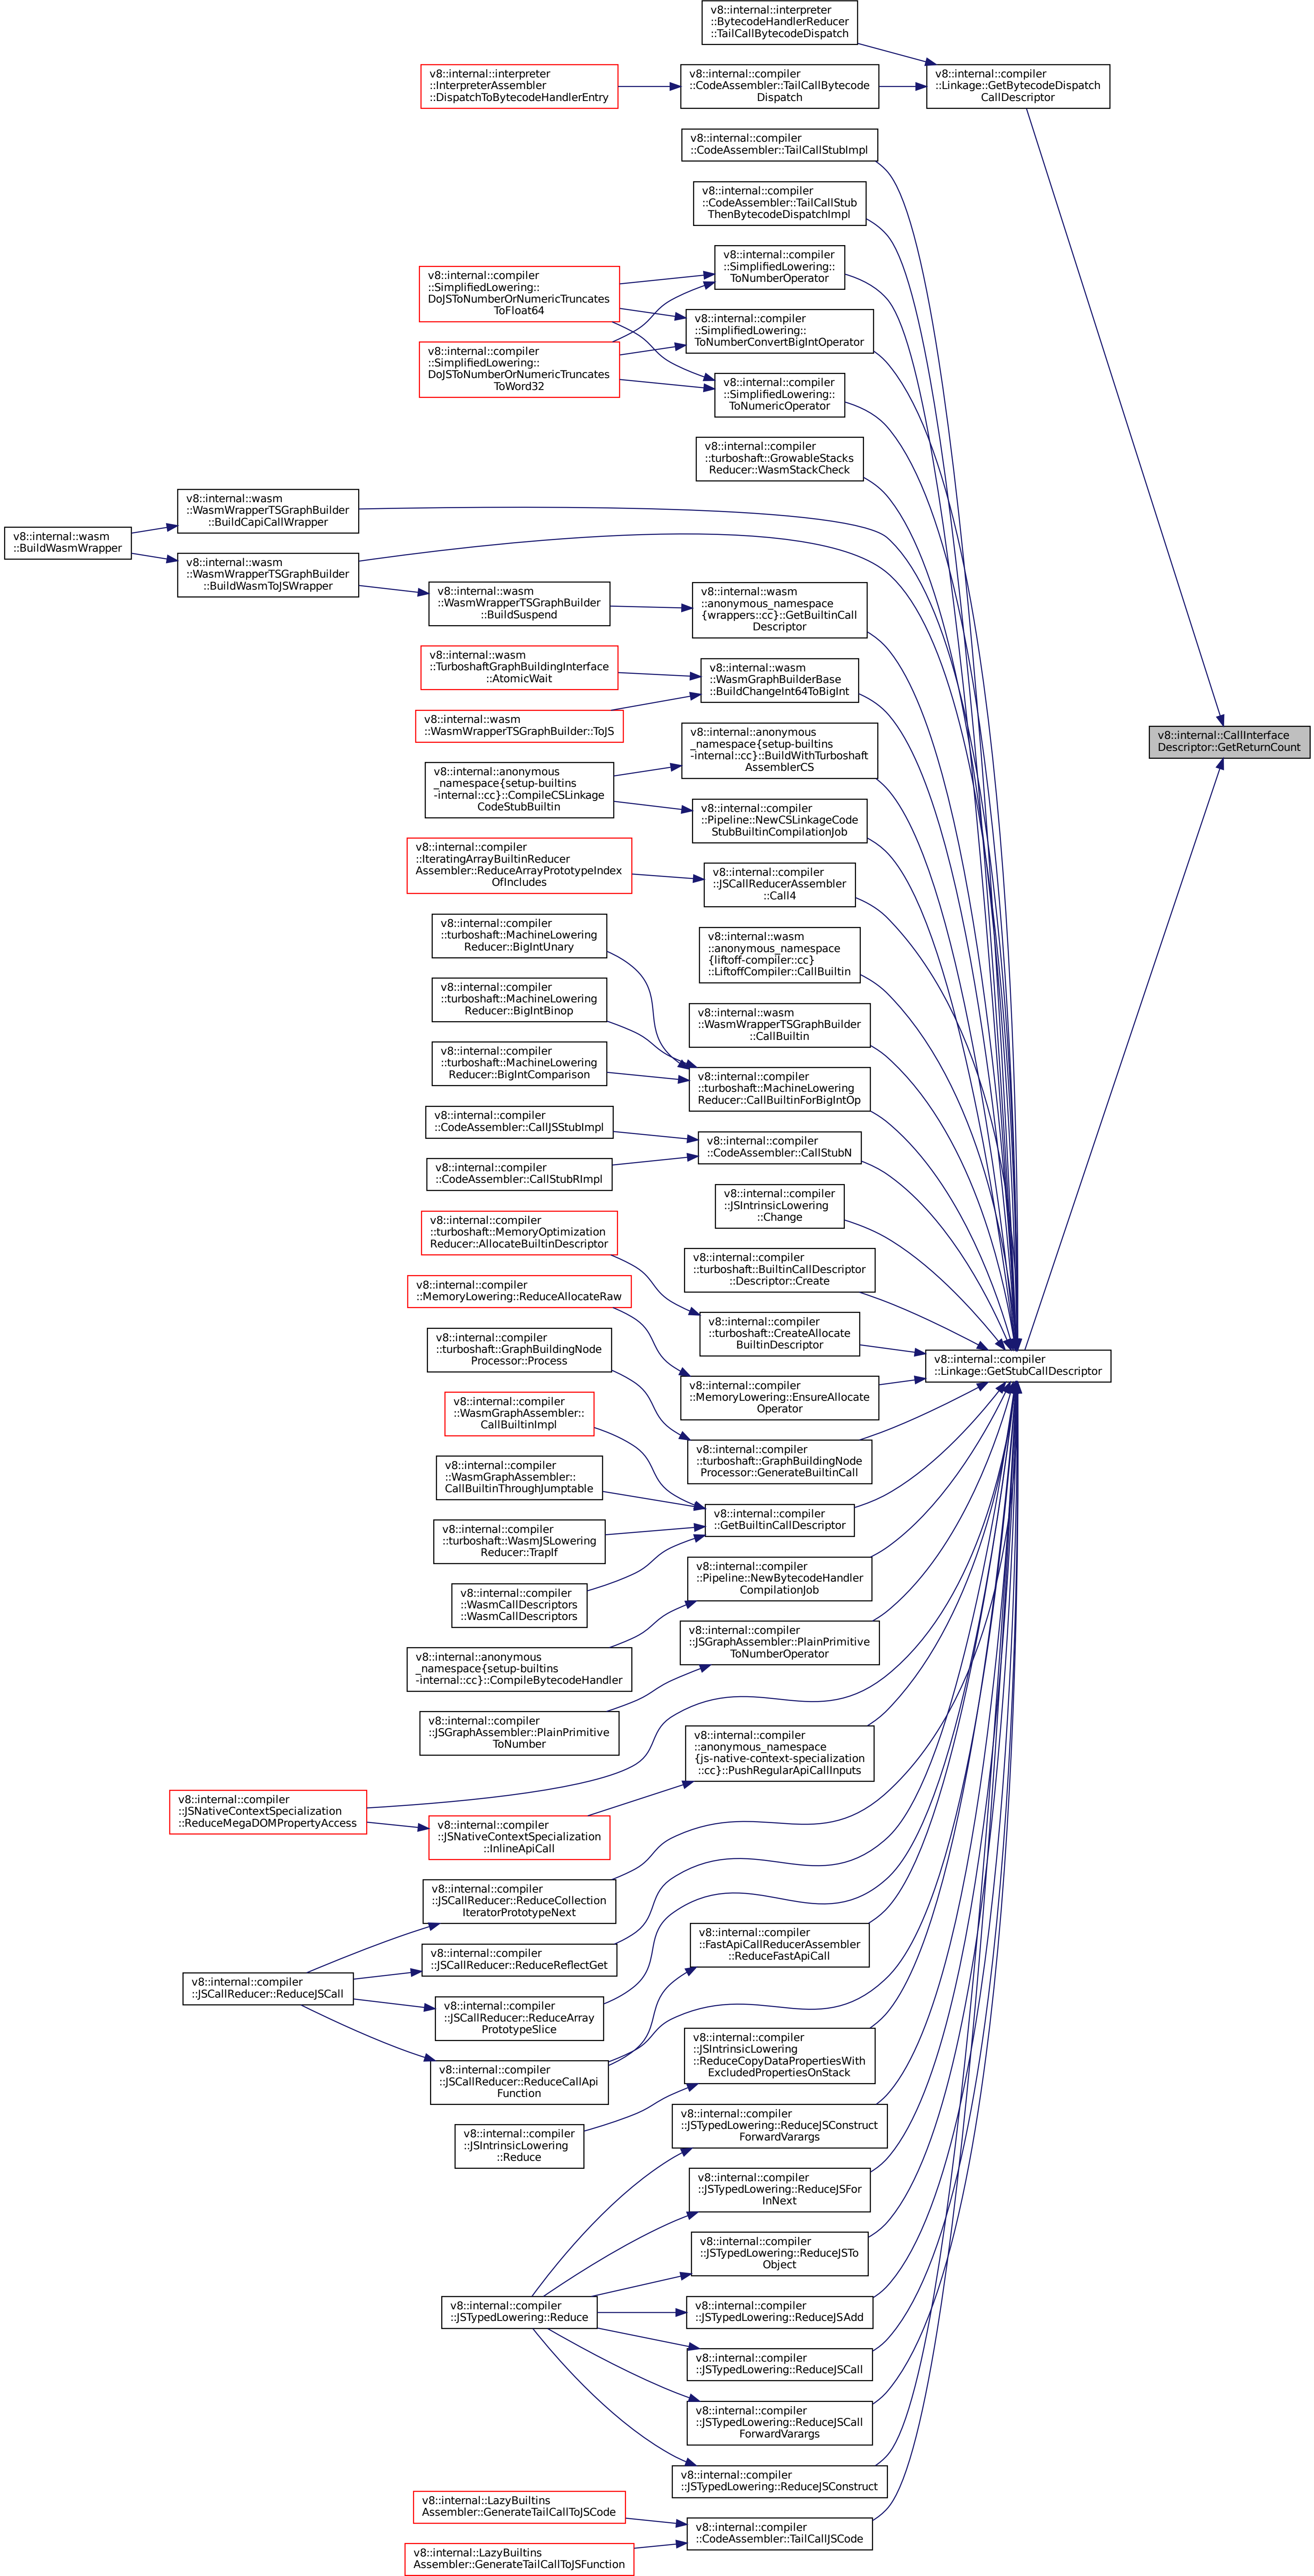 v8::internal::interpreter
::BytecodeHandlerReducer
::TailCallBytecodeDispatch
v8::internal::interpreter
::InterpreterAssembler
::DispatchToBytecodeHandlerEntry
v8::internal::compiler
::CodeAssembler::TailCallBytecode
Dispatch
v8::internal::compiler
::Linkage::GetBytecodeDispatch
CallDescriptor
v8::internal::compiler
::CodeAssembler::TailCallStubImpl
v8::internal::compiler
::CodeAssembler::TailCallStub
ThenBytecodeDispatchImpl
v8::internal::compiler
::SimplifiedLowering::
ToNumberOperator
v8::internal::compiler
::SimplifiedLowering::
DoJSToNumberOrNumericTruncates
ToFloat64
v8::internal::compiler
::SimplifiedLowering::
ToNumberConvertBigIntOperator
v8::internal::compiler
::SimplifiedLowering::
DoJSToNumberOrNumericTruncates
ToWord32
v8::internal::compiler
::SimplifiedLowering::
ToNumericOperator
v8::internal::compiler
::turboshaft::GrowableStacks
Reducer::WasmStackCheck
v8::internal::wasm
::WasmWrapperTSGraphBuilder
::BuildCapiCallWrapper
v8::internal::wasm
::BuildWasmWrapper
v8::internal::wasm
::WasmWrapperTSGraphBuilder
::BuildWasmToJSWrapper
v8::internal::wasm
::WasmWrapperTSGraphBuilder
::BuildSuspend
v8::internal::wasm
::anonymous_namespace
{wrappers::cc}::GetBuiltinCall
Descriptor
v8::internal::wasm
::TurboshaftGraphBuildingInterface
::AtomicWait
v8::internal::wasm
::WasmGraphBuilderBase
::BuildChangeInt64ToBigInt
v8::internal::wasm
::WasmWrapperTSGraphBuilder::ToJS
v8::internal::anonymous
_namespace{setup-builtins
-internal::cc}::BuildWithTurboshaft
AssemblerCS
v8::internal::CallInterface
Descriptor::GetReturnCount
v8::internal::anonymous
_namespace{setup-builtins
-internal::cc}::CompileCSLinkage
CodeStubBuiltin
v8::internal::compiler
::Pipeline::NewCSLinkageCode
StubBuiltinCompilationJob
v8::internal::compiler
::IteratingArrayBuiltinReducer
Assembler::ReduceArrayPrototypeIndex
OfIncludes
v8::internal::compiler
::JSCallReducerAssembler
::Call4
v8::internal::compiler
::turboshaft::MachineLowering
Reducer::BigIntUnary
v8::internal::wasm
::anonymous_namespace
{liftoff-compiler::cc}
::LiftoffCompiler::CallBuiltin
v8::internal::compiler
::turboshaft::MachineLowering
Reducer::BigIntBinop
v8::internal::wasm
::WasmWrapperTSGraphBuilder
::CallBuiltin
v8::internal::compiler
::turboshaft::MachineLowering
Reducer::BigIntComparison
v8::internal::compiler
::turboshaft::MachineLowering
Reducer::CallBuiltinForBigIntOp
v8::internal::compiler
::CodeAssembler::CallJSStubImpl
v8::internal::compiler
::CodeAssembler::CallStubN
v8::internal::compiler
::CodeAssembler::CallStubRImpl
v8::internal::compiler
::JSIntrinsicLowering
::Change
v8::internal::compiler
::turboshaft::MemoryOptimization
Reducer::AllocateBuiltinDescriptor
v8::internal::compiler
::turboshaft::BuiltinCallDescriptor
::Descriptor::Create
v8::internal::compiler
::MemoryLowering::ReduceAllocateRaw
v8::internal::compiler
::turboshaft::CreateAllocate
BuiltinDescriptor
v8::internal::compiler
::turboshaft::GraphBuildingNode
Processor::Process
v8::internal::compiler
::Linkage::GetStubCallDescriptor
v8::internal::compiler
::MemoryLowering::EnsureAllocate
Operator
v8::internal::compiler
::WasmGraphAssembler::
CallBuiltinImpl
v8::internal::compiler
::turboshaft::GraphBuildingNode
Processor::GenerateBuiltinCall
v8::internal::compiler
::WasmGraphAssembler::
CallBuiltinThroughJumptable
v8::internal::compiler
::GetBuiltinCallDescriptor
v8::internal::compiler
::turboshaft::WasmJSLowering
Reducer::TrapIf
v8::internal::compiler
::WasmCallDescriptors
::WasmCallDescriptors
v8::internal::compiler
::Pipeline::NewBytecodeHandler
CompilationJob
v8::internal::anonymous
_namespace{setup-builtins
-internal::cc}::CompileBytecodeHandler
v8::internal::compiler
::JSGraphAssembler::PlainPrimitive
ToNumberOperator
v8::internal::compiler
::JSGraphAssembler::PlainPrimitive
ToNumber
v8::internal::compiler
::anonymous_namespace
{js-native-context-specialization
::cc}::PushRegularApiCallInputs
v8::internal::compiler
::JSNativeContextSpecialization
::ReduceMegaDOMPropertyAccess
v8::internal::compiler
::JSNativeContextSpecialization
::InlineApiCall
v8::internal::compiler
::JSCallReducer::ReduceCollection
IteratorPrototypeNext
v8::internal::compiler
::FastApiCallReducerAssembler
::ReduceFastApiCall
v8::internal::compiler
::JSCallReducer::ReduceReflectGet
v8::internal::compiler
::JSCallReducer::ReduceJSCall
v8::internal::compiler
::JSCallReducer::ReduceArray
PrototypeSlice
v8::internal::compiler
::JSIntrinsicLowering
::ReduceCopyDataPropertiesWith
ExcludedPropertiesOnStack
v8::internal::compiler
::JSCallReducer::ReduceCallApi
Function
v8::internal::compiler
::JSTypedLowering::ReduceJSConstruct
ForwardVarargs
v8::internal::compiler
::JSIntrinsicLowering
::Reduce
v8::internal::compiler
::JSTypedLowering::ReduceJSFor
InNext
v8::internal::compiler
::JSTypedLowering::ReduceJSTo
Object
v8::internal::compiler
::JSTypedLowering::Reduce
v8::internal::compiler
::JSTypedLowering::ReduceJSAdd
v8::internal::compiler
::JSTypedLowering::ReduceJSCall
v8::internal::compiler
::JSTypedLowering::ReduceJSCall
ForwardVarargs
v8::internal::compiler
::JSTypedLowering::ReduceJSConstruct
v8::internal::LazyBuiltins
Assembler::GenerateTailCallToJSCode
v8::internal::compiler
::CodeAssembler::TailCallJSCode
v8::internal::LazyBuiltins
Assembler::GenerateTailCallToJSFunction